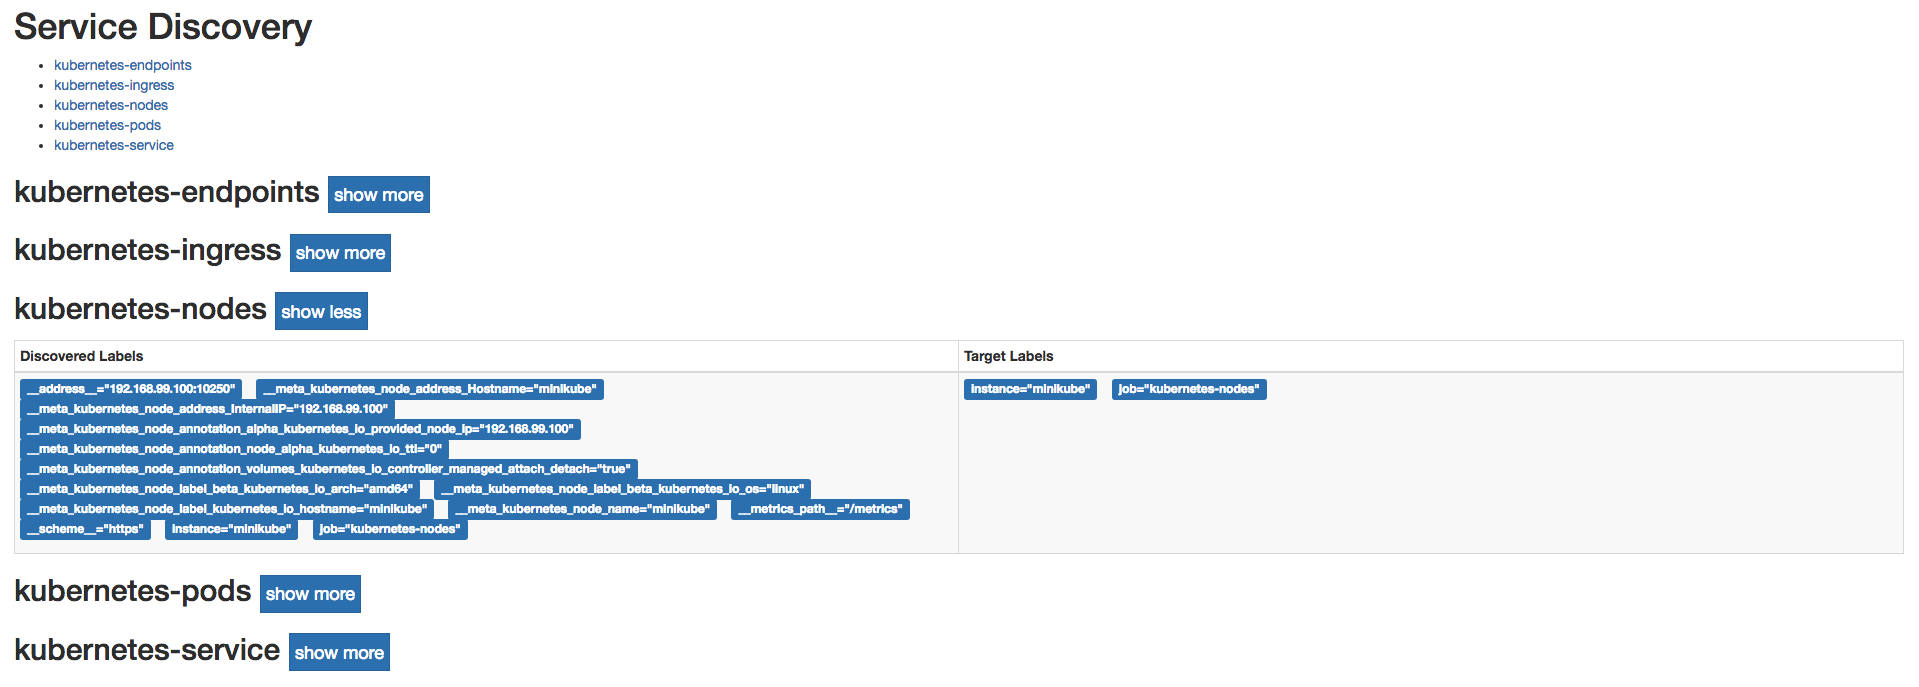 Service Discovery
kubernetes-endpoints
kubernetes-ingress
kubernetes-nodes
kubernetes-pods
kubernetes-service
kubernetes-endpoints show more
kubernetes-ingress show more
kubernetes-nodes show less
Discovered Labels Target Labels
__address__="192.168.99.100:10250" __meta_kubernetes_node_address_Hostname="minikube" instance="minikube" job="kubernetes-nodes"
__meta_kubernetes_node_address_InternalIP="192.168.99.100"
__meta_kubernetes_node_annotation_alpha_kubernetes_io_provided_node_ip="192.168.99.100"
__meta_kubernetes_node_annotation_node_alpha_kubernetes_io_ttl="0"
__meta_kubernetes_node_annotation_volumes_kubernetes_io_controller_managed_attach_detach="true"
__meta_kubernetes_node_label_beta_kubernetes_io_arch="amd64" __meta_kubernetes_node_label_beta_kubernetes_io_os="linux"
__meta_kubernetes_node_label_kubernetes_io_hostname="minikube" __meta_kubernetes_node_name="minikube" __metrics_path__="/metrics"
__scheme__="https" instance="minikube" job="kubernetes-nodes"
kubernetes-pods show more
kubernetes-service show more